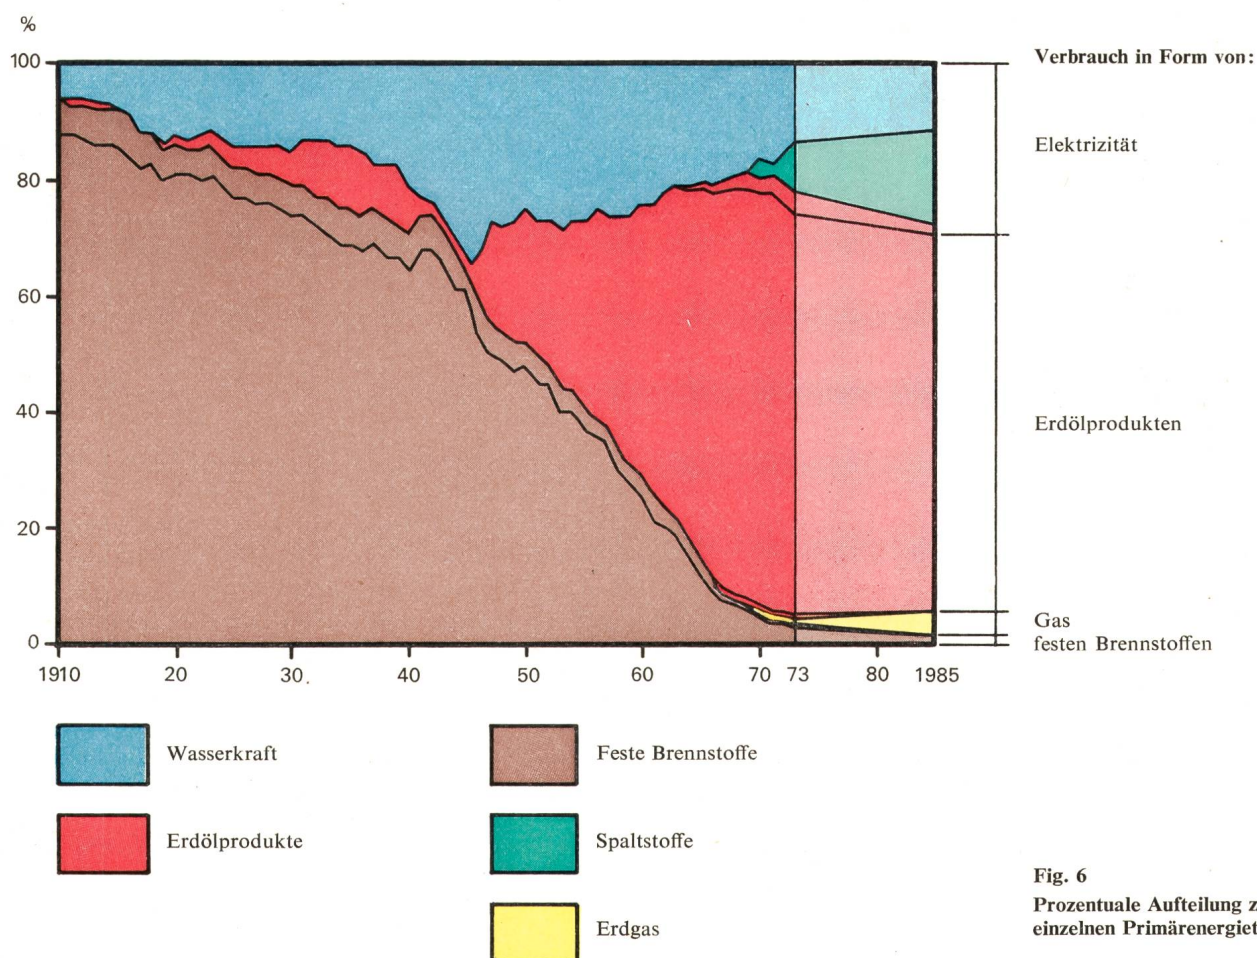 %
100
80
60
40
20
0
1910 20 30. 40 50 60 70 73 80 1985
Verbrauch in Form von:
Elektrizität
Erdölprodukten
Gas
festen Brennstoffen
Wasserkraft
Feste Brennstoffe
Erdölprodukte
Spaltstoffe
Erdgas
Fig. 6
Prozentuale Aufteilung
einzelnen